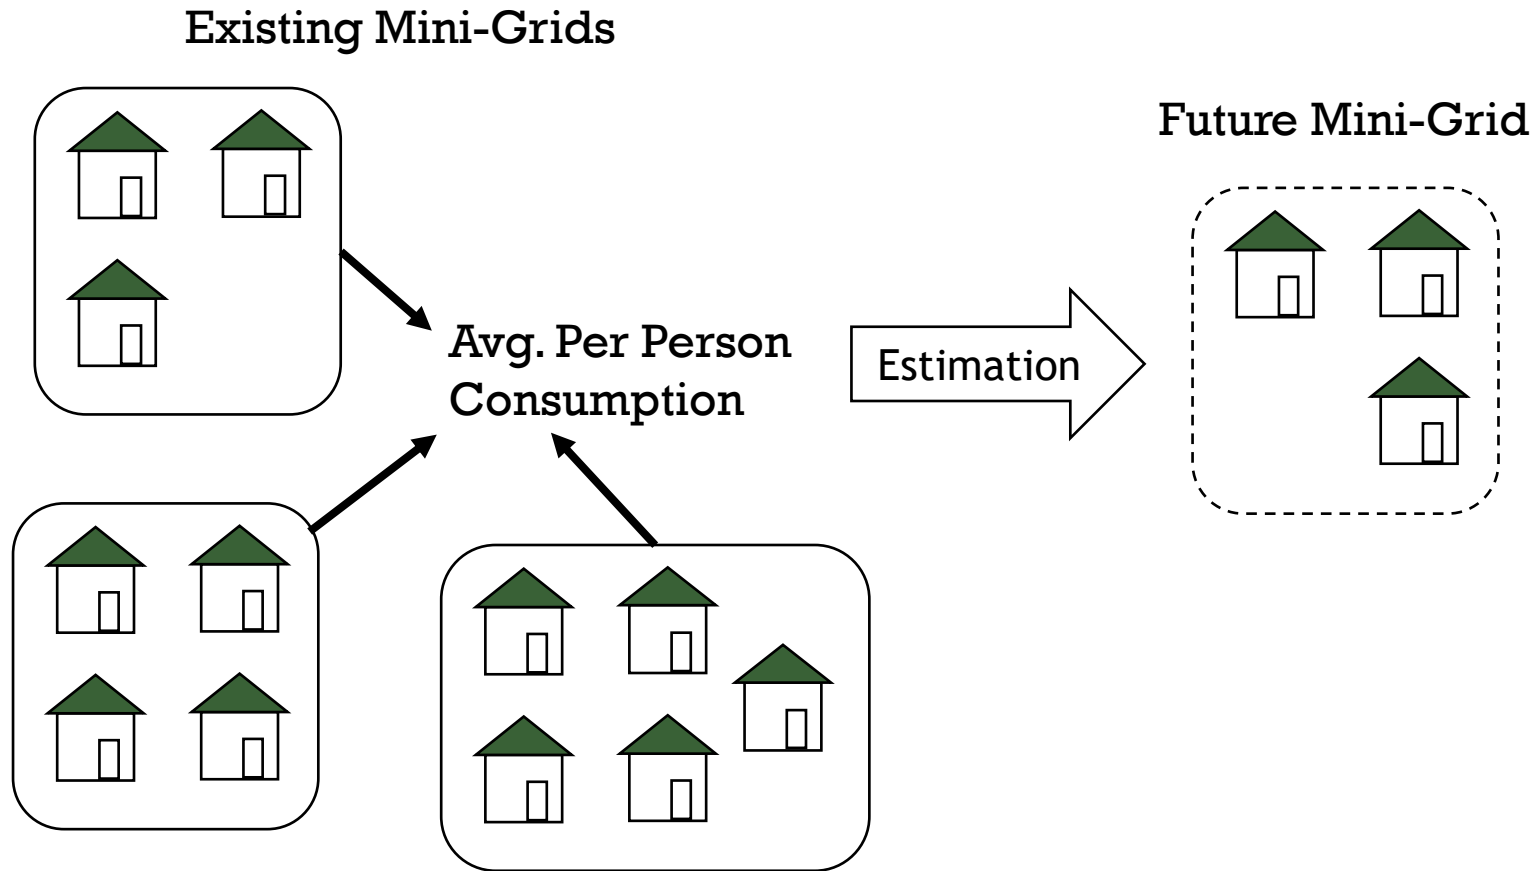 Existing Mini-Grids
Future Mini-Grid
Avg. Per Person
Consumption
Estimation